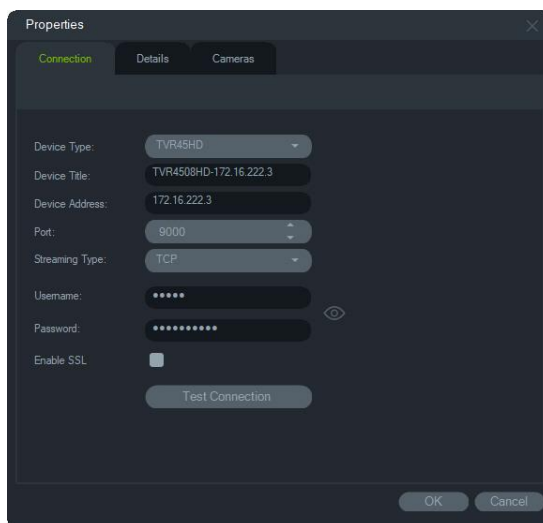 Properties
Connection Details Cameras
Device Type: TVR45HD
Device Title: TVR4508HD-172.16.222.3
Device Address: 172.16.222.3
Port: 9000
Streaming Type: TCP
Username: •••••
Password: ••••••••••
Enable SSL
Test Connection
OK Cancel